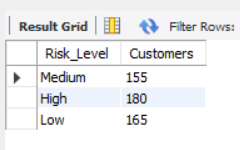 Result Grid Filter Rows:
Risk_Level Customers
Medium 155
High 180
Low 165